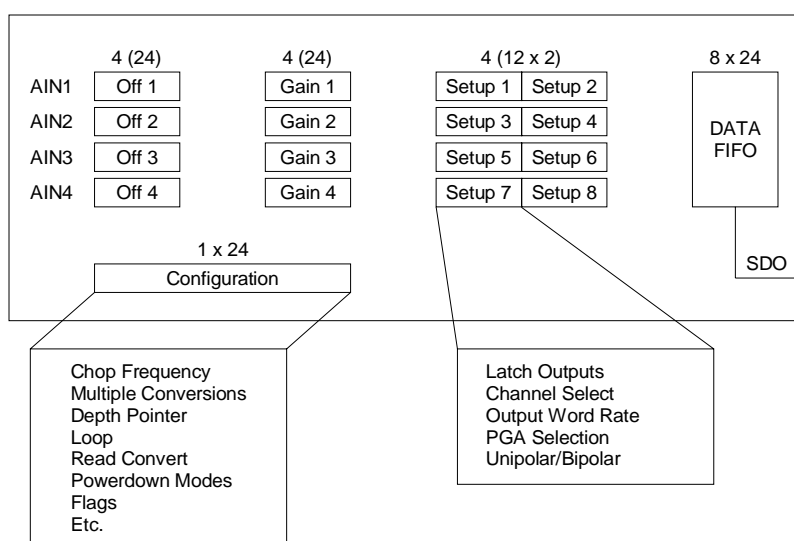 4 (24) 4 (24) 4 (12 x 2) 8 x 24
AIN1 Off 1 Gain 1 Setup 1 Setup 2
AIN2 Off 2 Gain 2 Setup 3 Setup 4
AIN3 Off 3 Gain 3 Setup 5 Setup 6
AIN4 Off 4 Gain 4 Setup 7 Setup 8
DATA
FIFO
SDO
1 x 24
Configuration
Chop Frequency
Multiple Conversions
Depth Pointer
Loop
Read Convert
Powerdown Modes
Flags
Etc.
Latch Outputs
Channel Select
Output Word Rate
PGA Selection
Unipolar/Bipolar